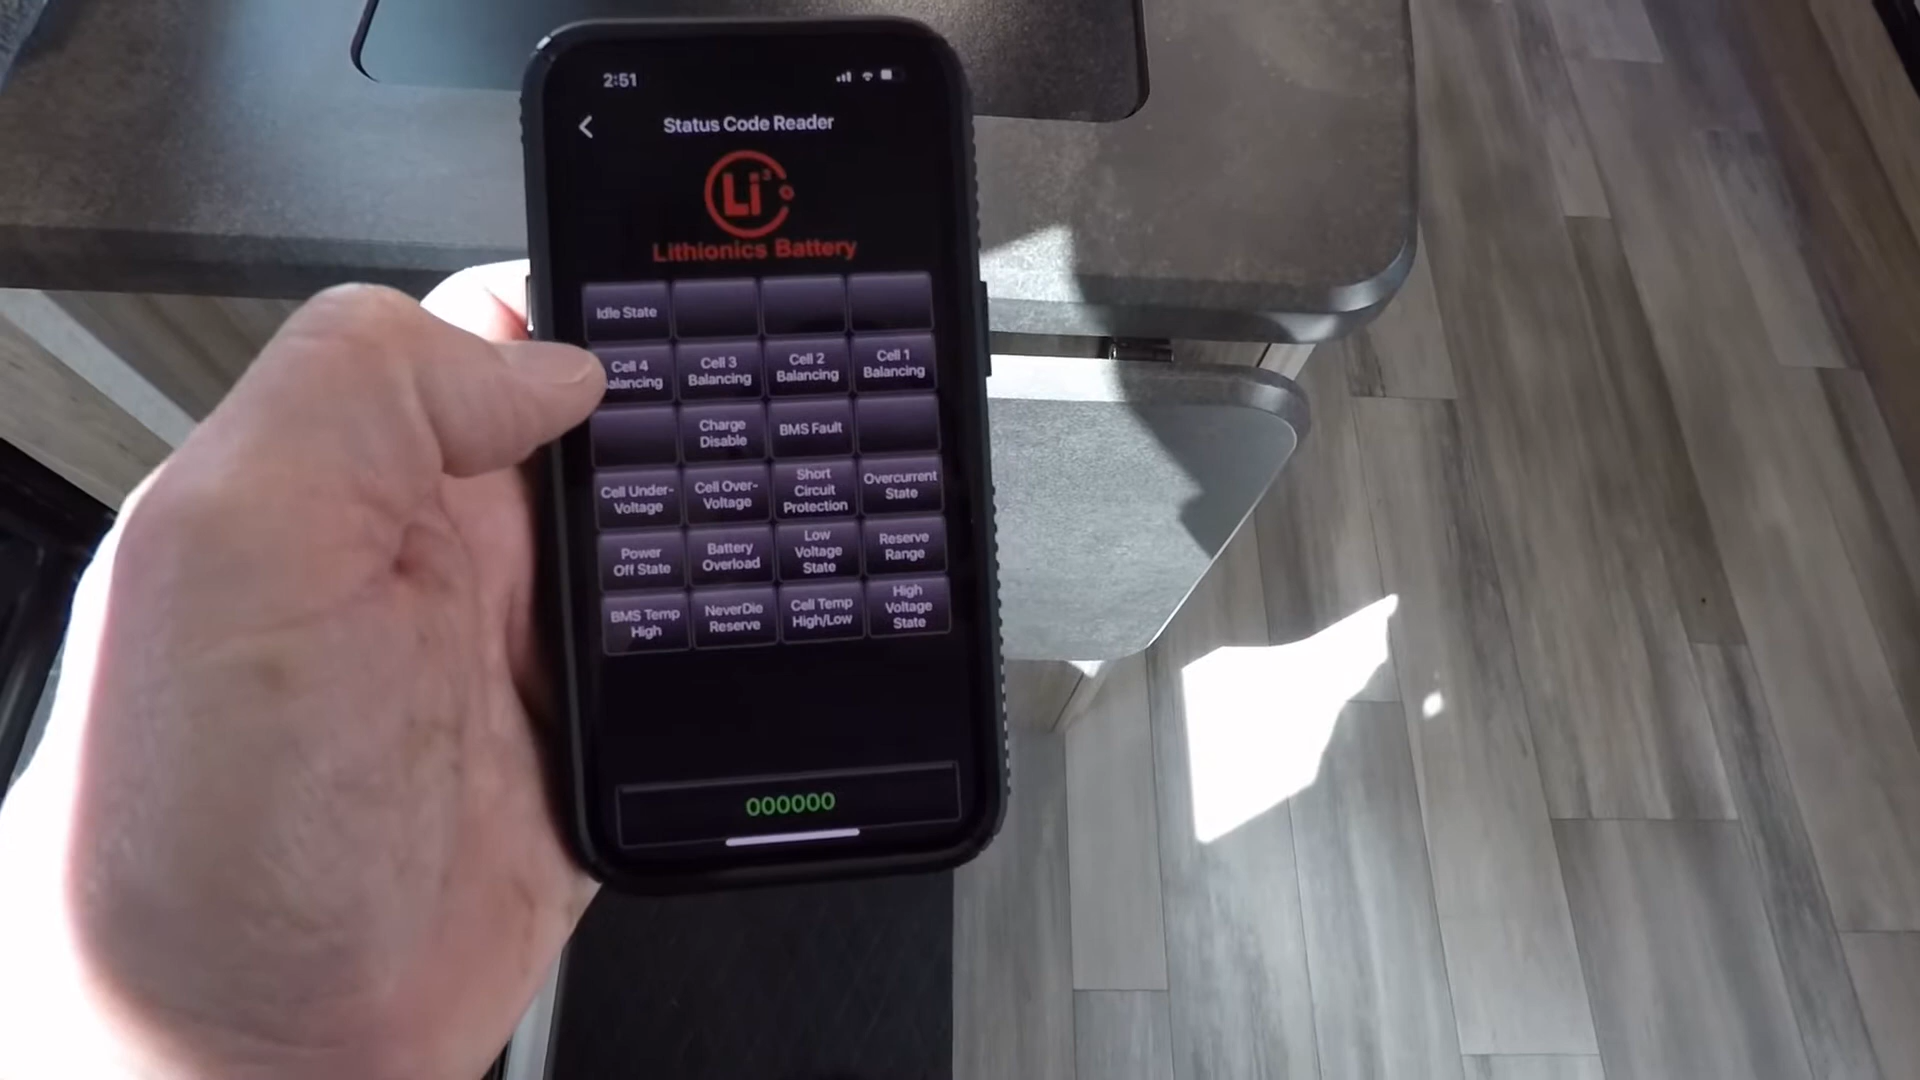 2:51
Status Code Reader
Li3
Lithionics Battery
Idle State
Cell 4
alancing
Cell 3
Balancing
Cell 2
Balancing
Cell 1
Balancing
Charge
Disable
BMS Fault
Cell Under-
Voltage
Cell Over-
Voltage
Short
Circuit
Protection
Overcurrent
State
Power
Off State
Battery
Overload
Low
Voltage
State
Reserve
Range
BMS Temp
High
NeverDie
Reserve
Cell Temp
High/Low
High
Voltage
State
000000